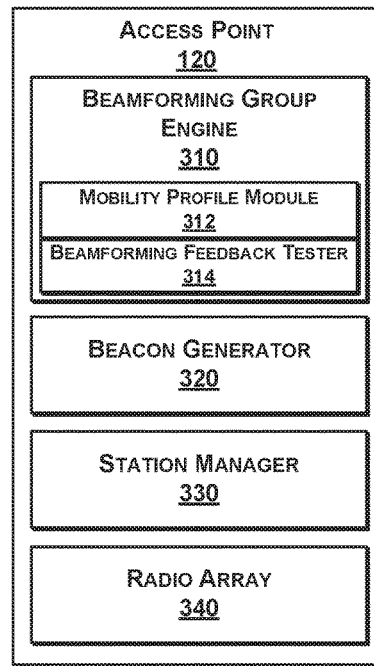 ACCESS POINT
120
BEAMFORMING GROUP
ENGINE
310
MOBILITY PROFILE MODULE
312
BEAMFORMING FEEDBACK TESTER
314
BEACON GENERATOR
320
STATION MANAGER
330
RADIO ARRAY
340